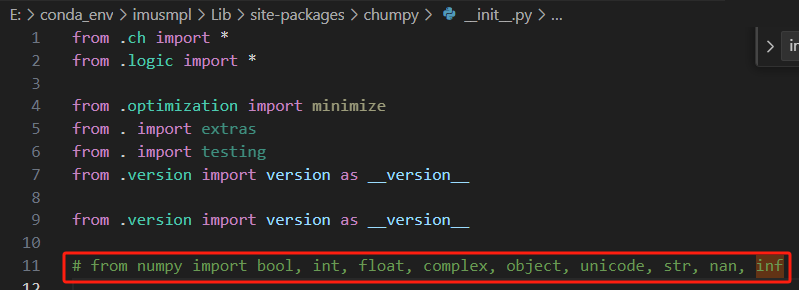 E: > conda_env > imusmpl > Lib > site-packages > chumpy > __init__.py > ...
1 from .ch import *
2 from .logic import *
3
4 from .optimization import minimize
5 from . import extras
6 from . import testing
7 from .version import version as __version__
8
9 from .version import version as __version__
10
11 # from numpy import bool, int, float, complex, object, unicode, str, nan, inf
12